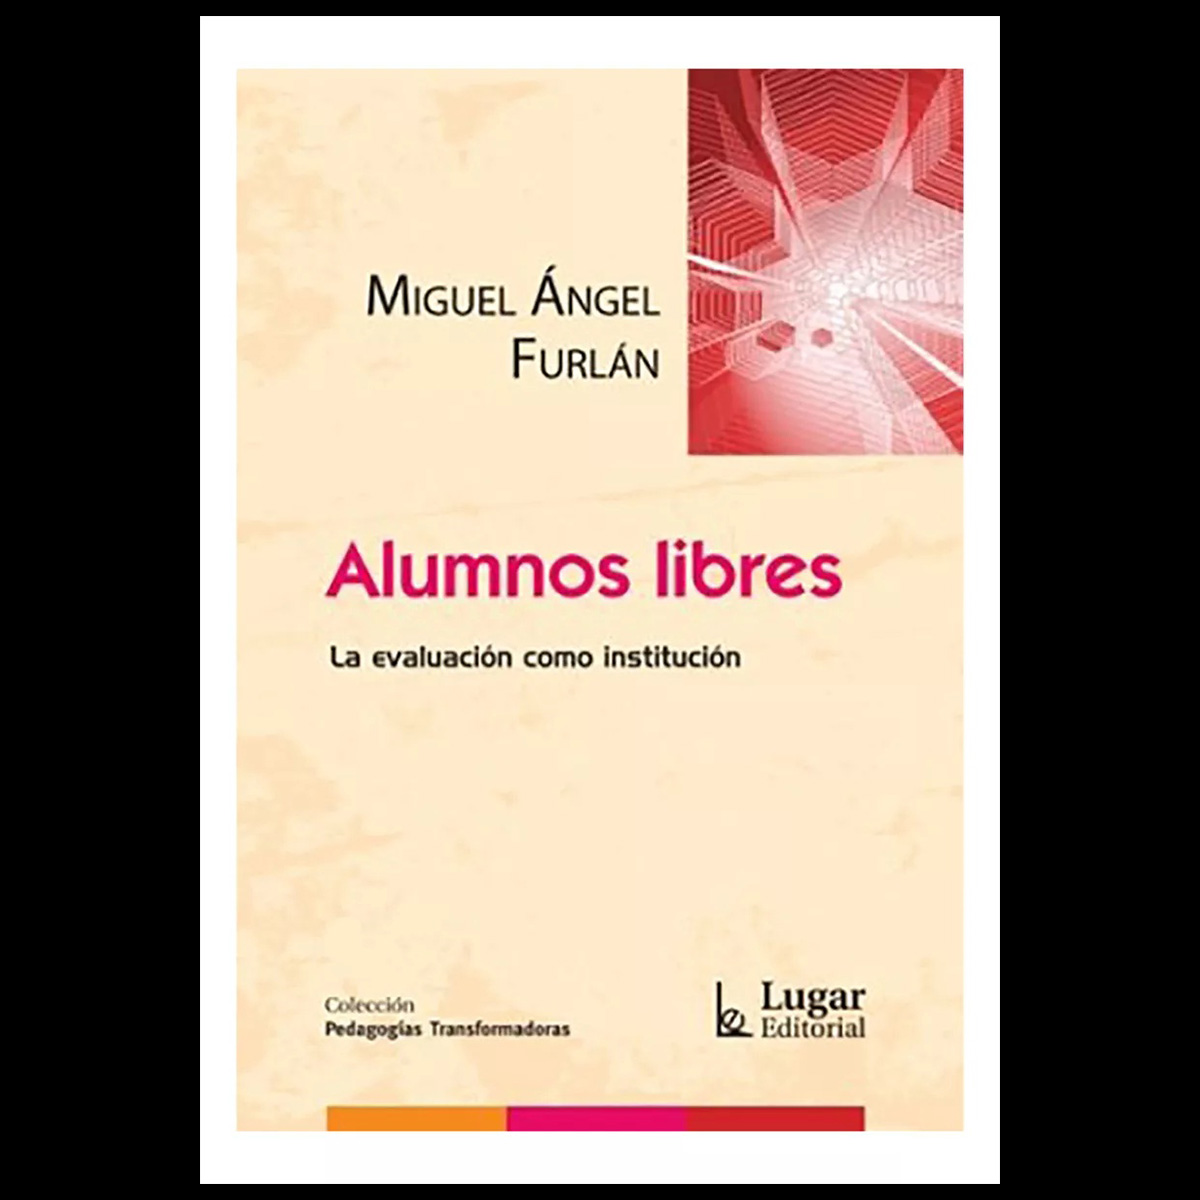 MIGUEL ÁNGEL
FURLÁN
Alumnos libres
La evaluación como institución
Colección
Pedagogías Transformadoras
Lugar
Editorial